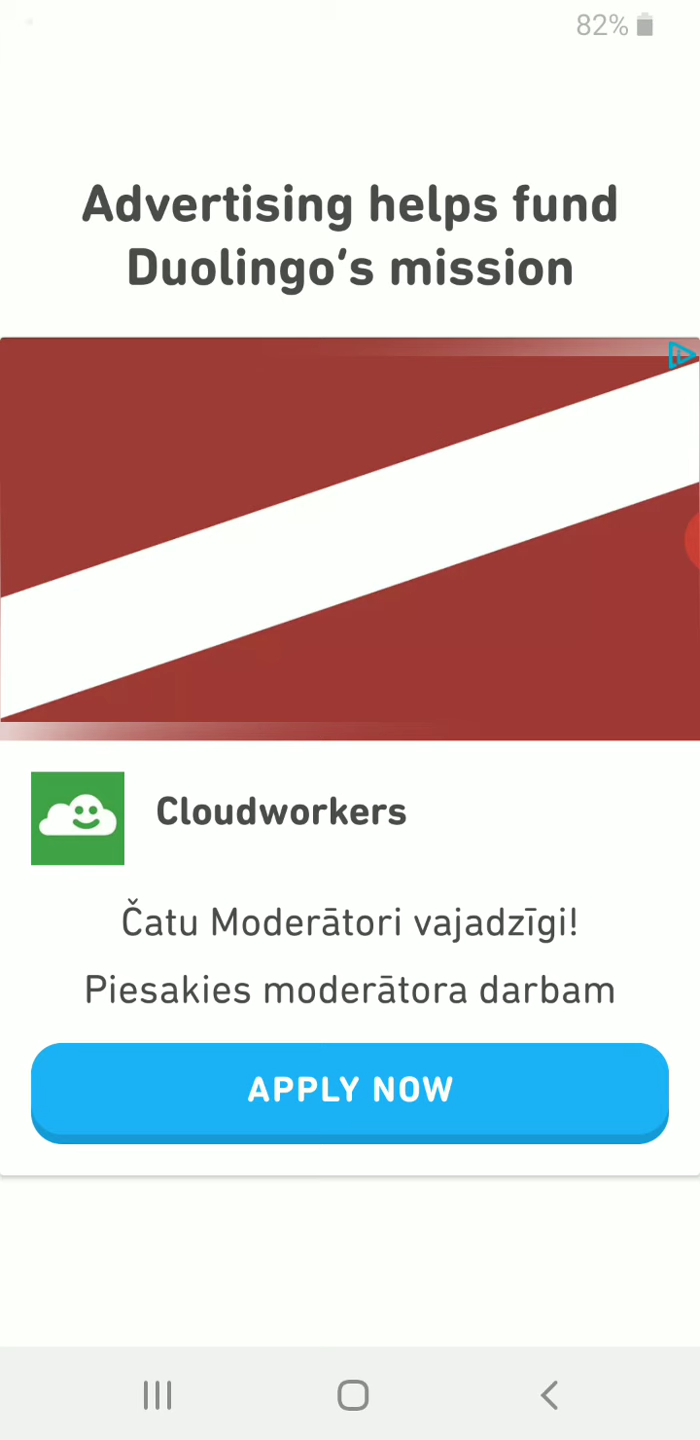 82%
Advertising helps fund
Duolingo's mission
Cloudworkers
Čatu Moderātori vajadzīgi!
Piesakies moderātora darbam
APPLY NOW